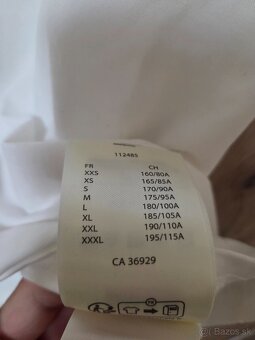 112485
FR CH
XXS 160/80A
XS 165/85A
S 170/90A
M 175/95A
L 180/100A
XL 185/105A
XXL 190/110A
XXXL 195/115A
CA 36929
FR
© Bazos.sk